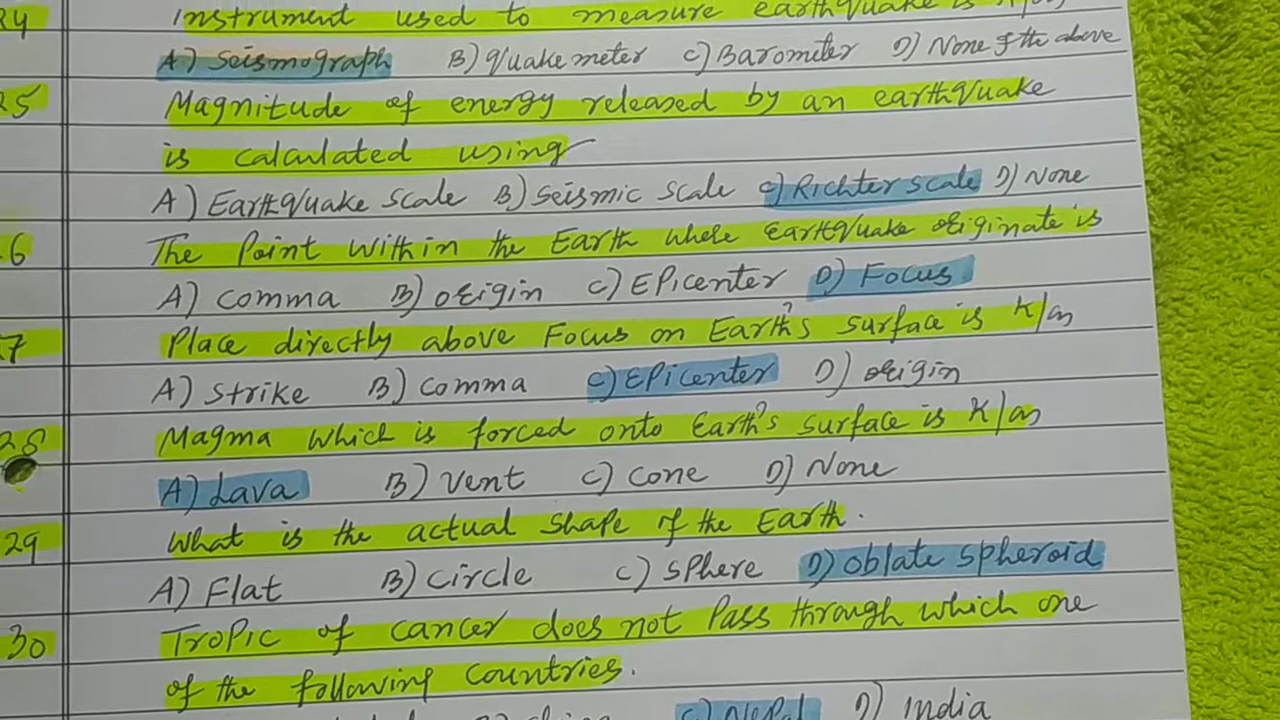 24 Instrument used to measure earthquake is K/as
A) Seismograph B) Quakemeter C) Barometer D) None of the above
25 Magnitude of energy released by an earthquake
is calculated using
A) Earthquake scale B) Seismic scale C) Richter scale D) None
26 The Point within the Earth where earthquake originate is
A) comma B) origin C) Epicenter D) Focus
27 Place directly above Focus on Earth's surface is K/as
A) Strike B) comma C) Epicenter D) origin
28 Magma which is forced onto Earth's surface is K/as
A) Lava B) Vent C) Cone D) None
29 What is the actual shape of the Earth.
A) Flat B) Circle C) Sphere D) Oblate Spheroid
30 Tropic of cancer does not Pass through which one
of the following countries.
C) Nepal D) India